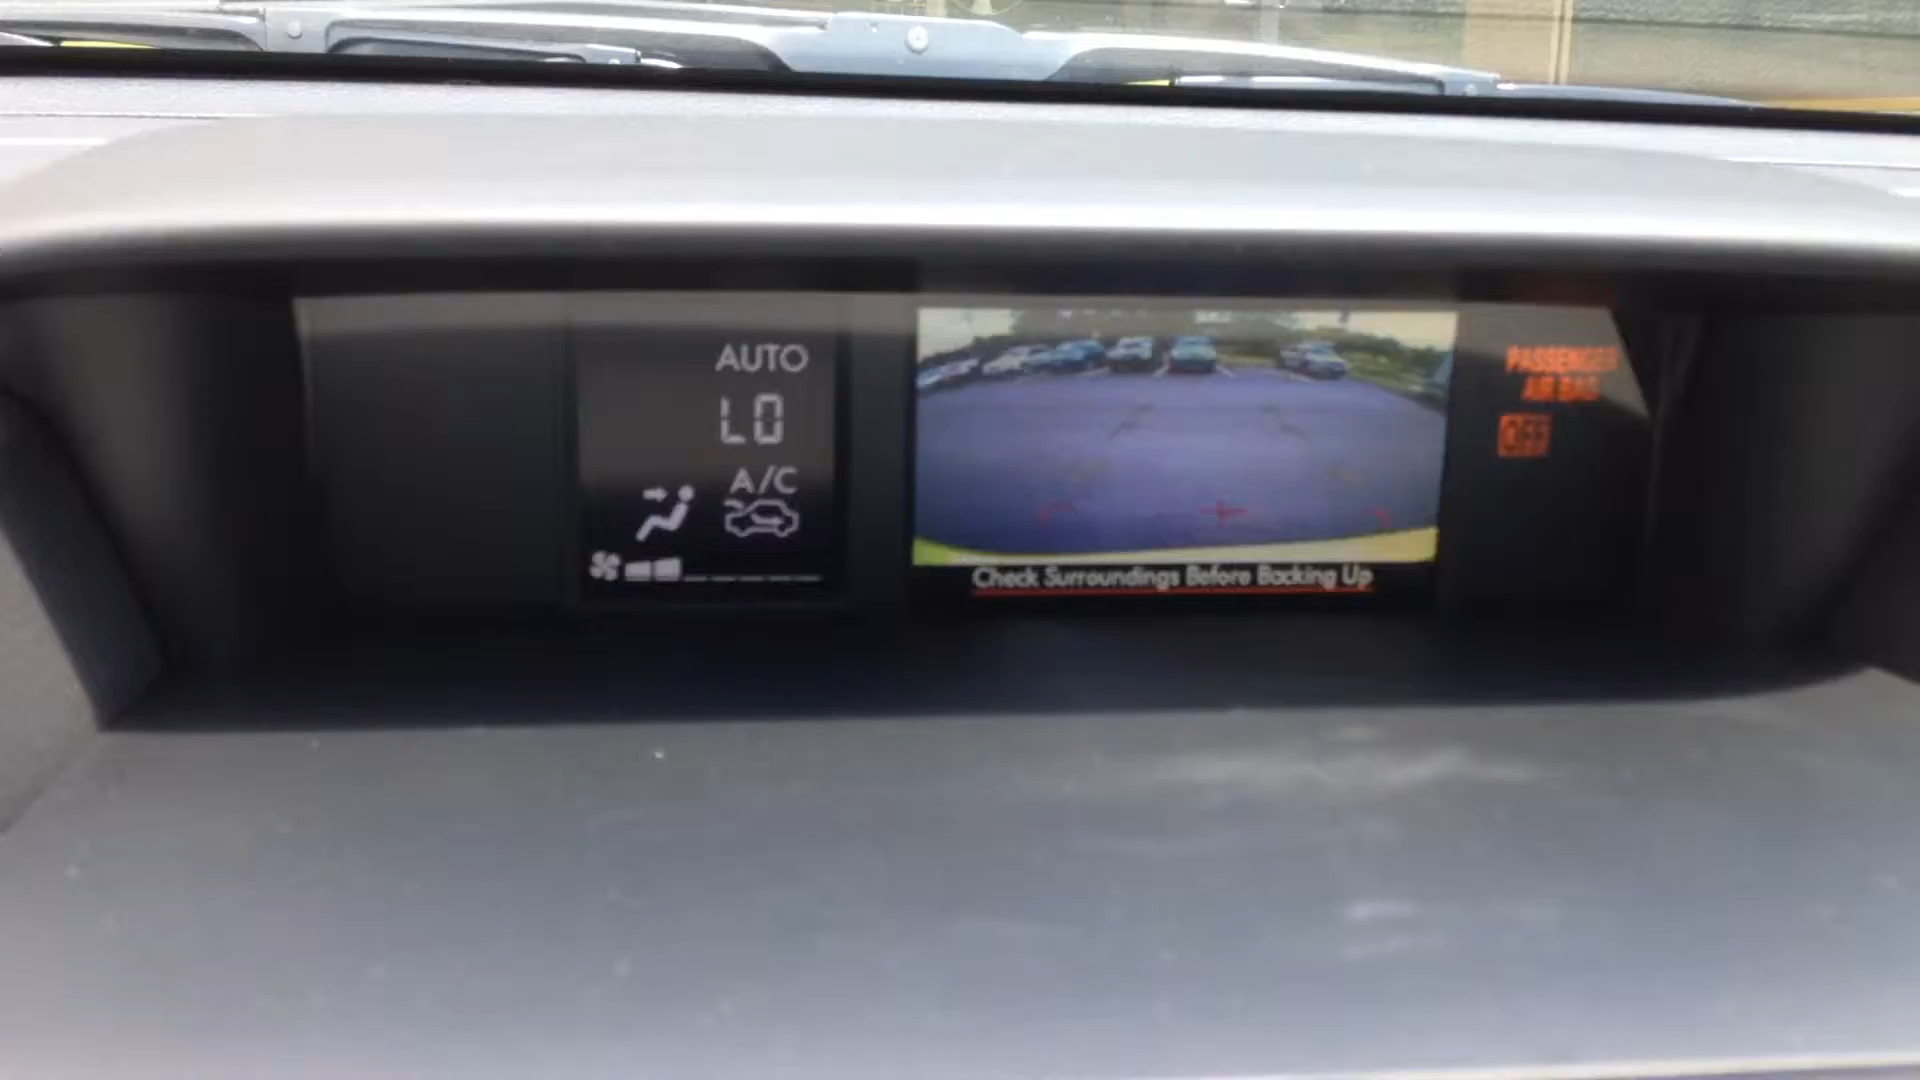 AUTO
LO
A/C
Check Surroundings Before Backing Up
PASSENGER
AIR BAG
OFF